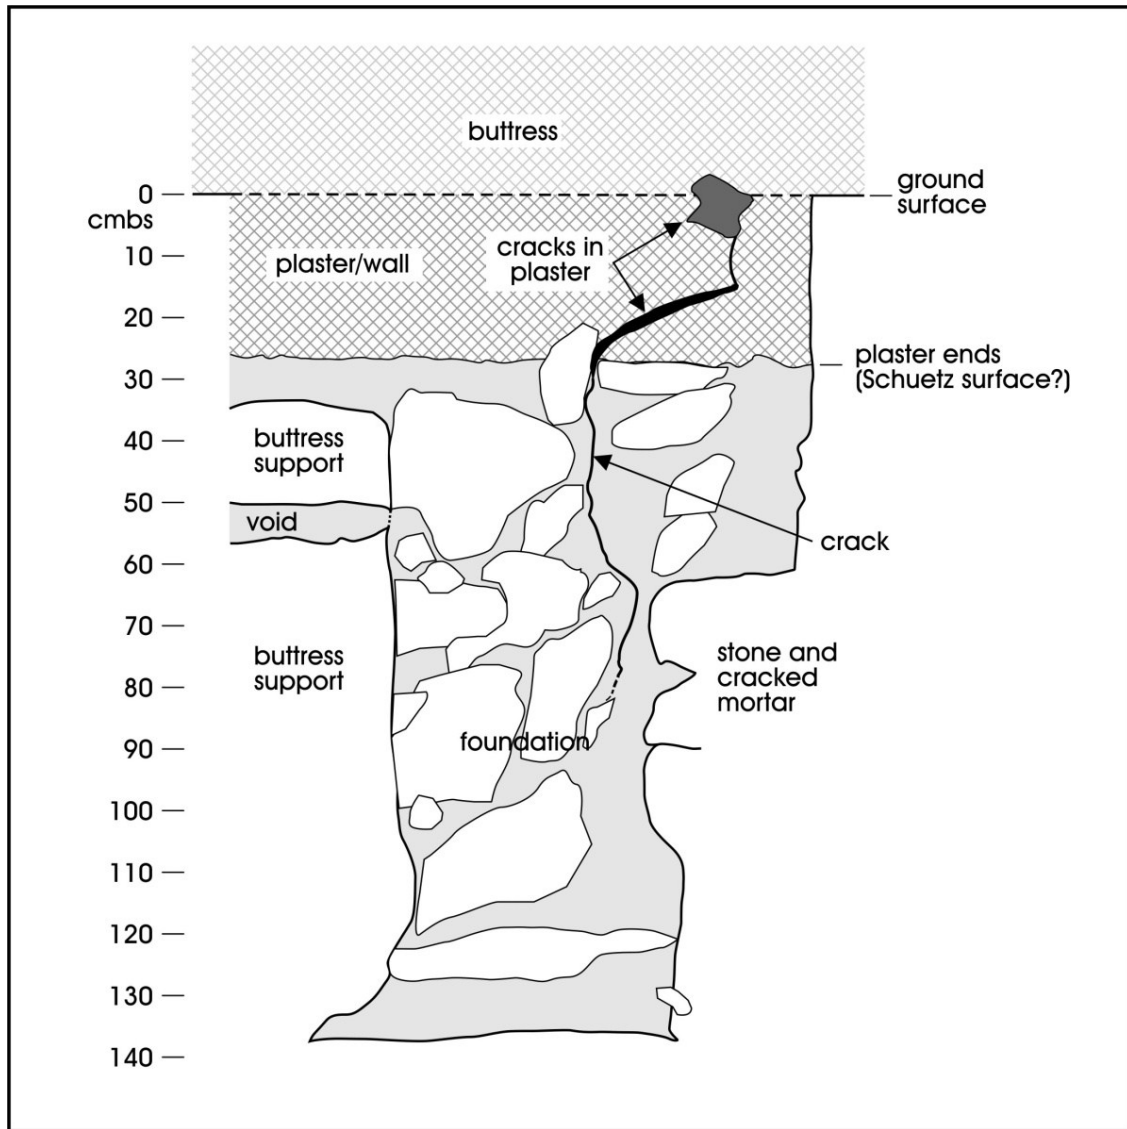 buttress
0
cmbs
ground
surface
10
cracks in
plaster
plaster/wall
20
plaster ends
(Schuetz surface?)
30
40
buttress
support
50
void
crack
60
70
buttress
support
stone and
cracked
mortar
80
90
foundation
100
110
120
130
140